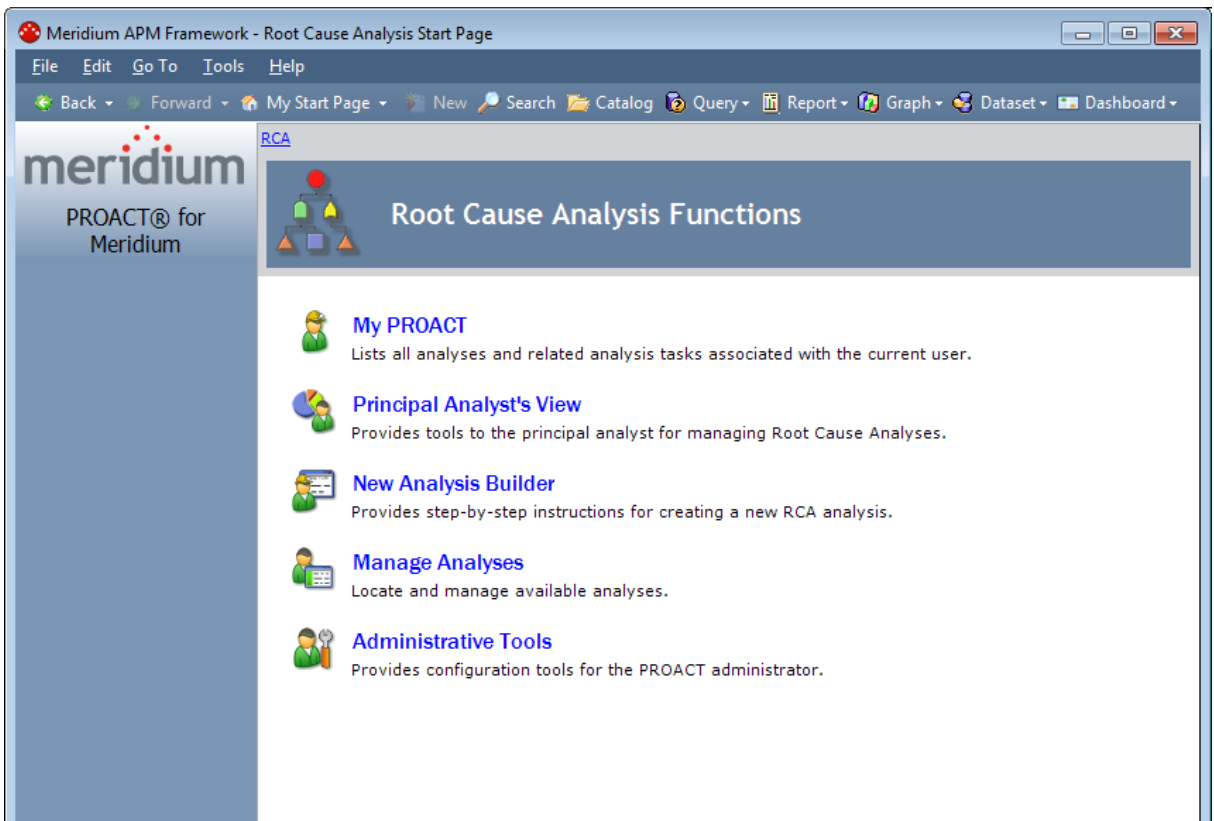 Meridium APM Framework - Root Cause Analysis Start Page
File Edit Go To Tools Help
Back Forward My Start Page New Search Catalog Query Report Graph Dataset Dashboard
meridium
PROACT® for
Meridium
RCA
Root Cause Analysis Functions
My PROACT
Lists all analyses and related analysis tasks associated with the current user.
Principal Analyst's View
Provides tools to the principal analyst for managing Root Cause Analyses.
New Analysis Builder
Provides step-by-step instructions for creating a new RCA analysis.
Manage Analyses
Locate and manage available analyses.
Administrative Tools
Provides configuration tools for the PROACT administrator.